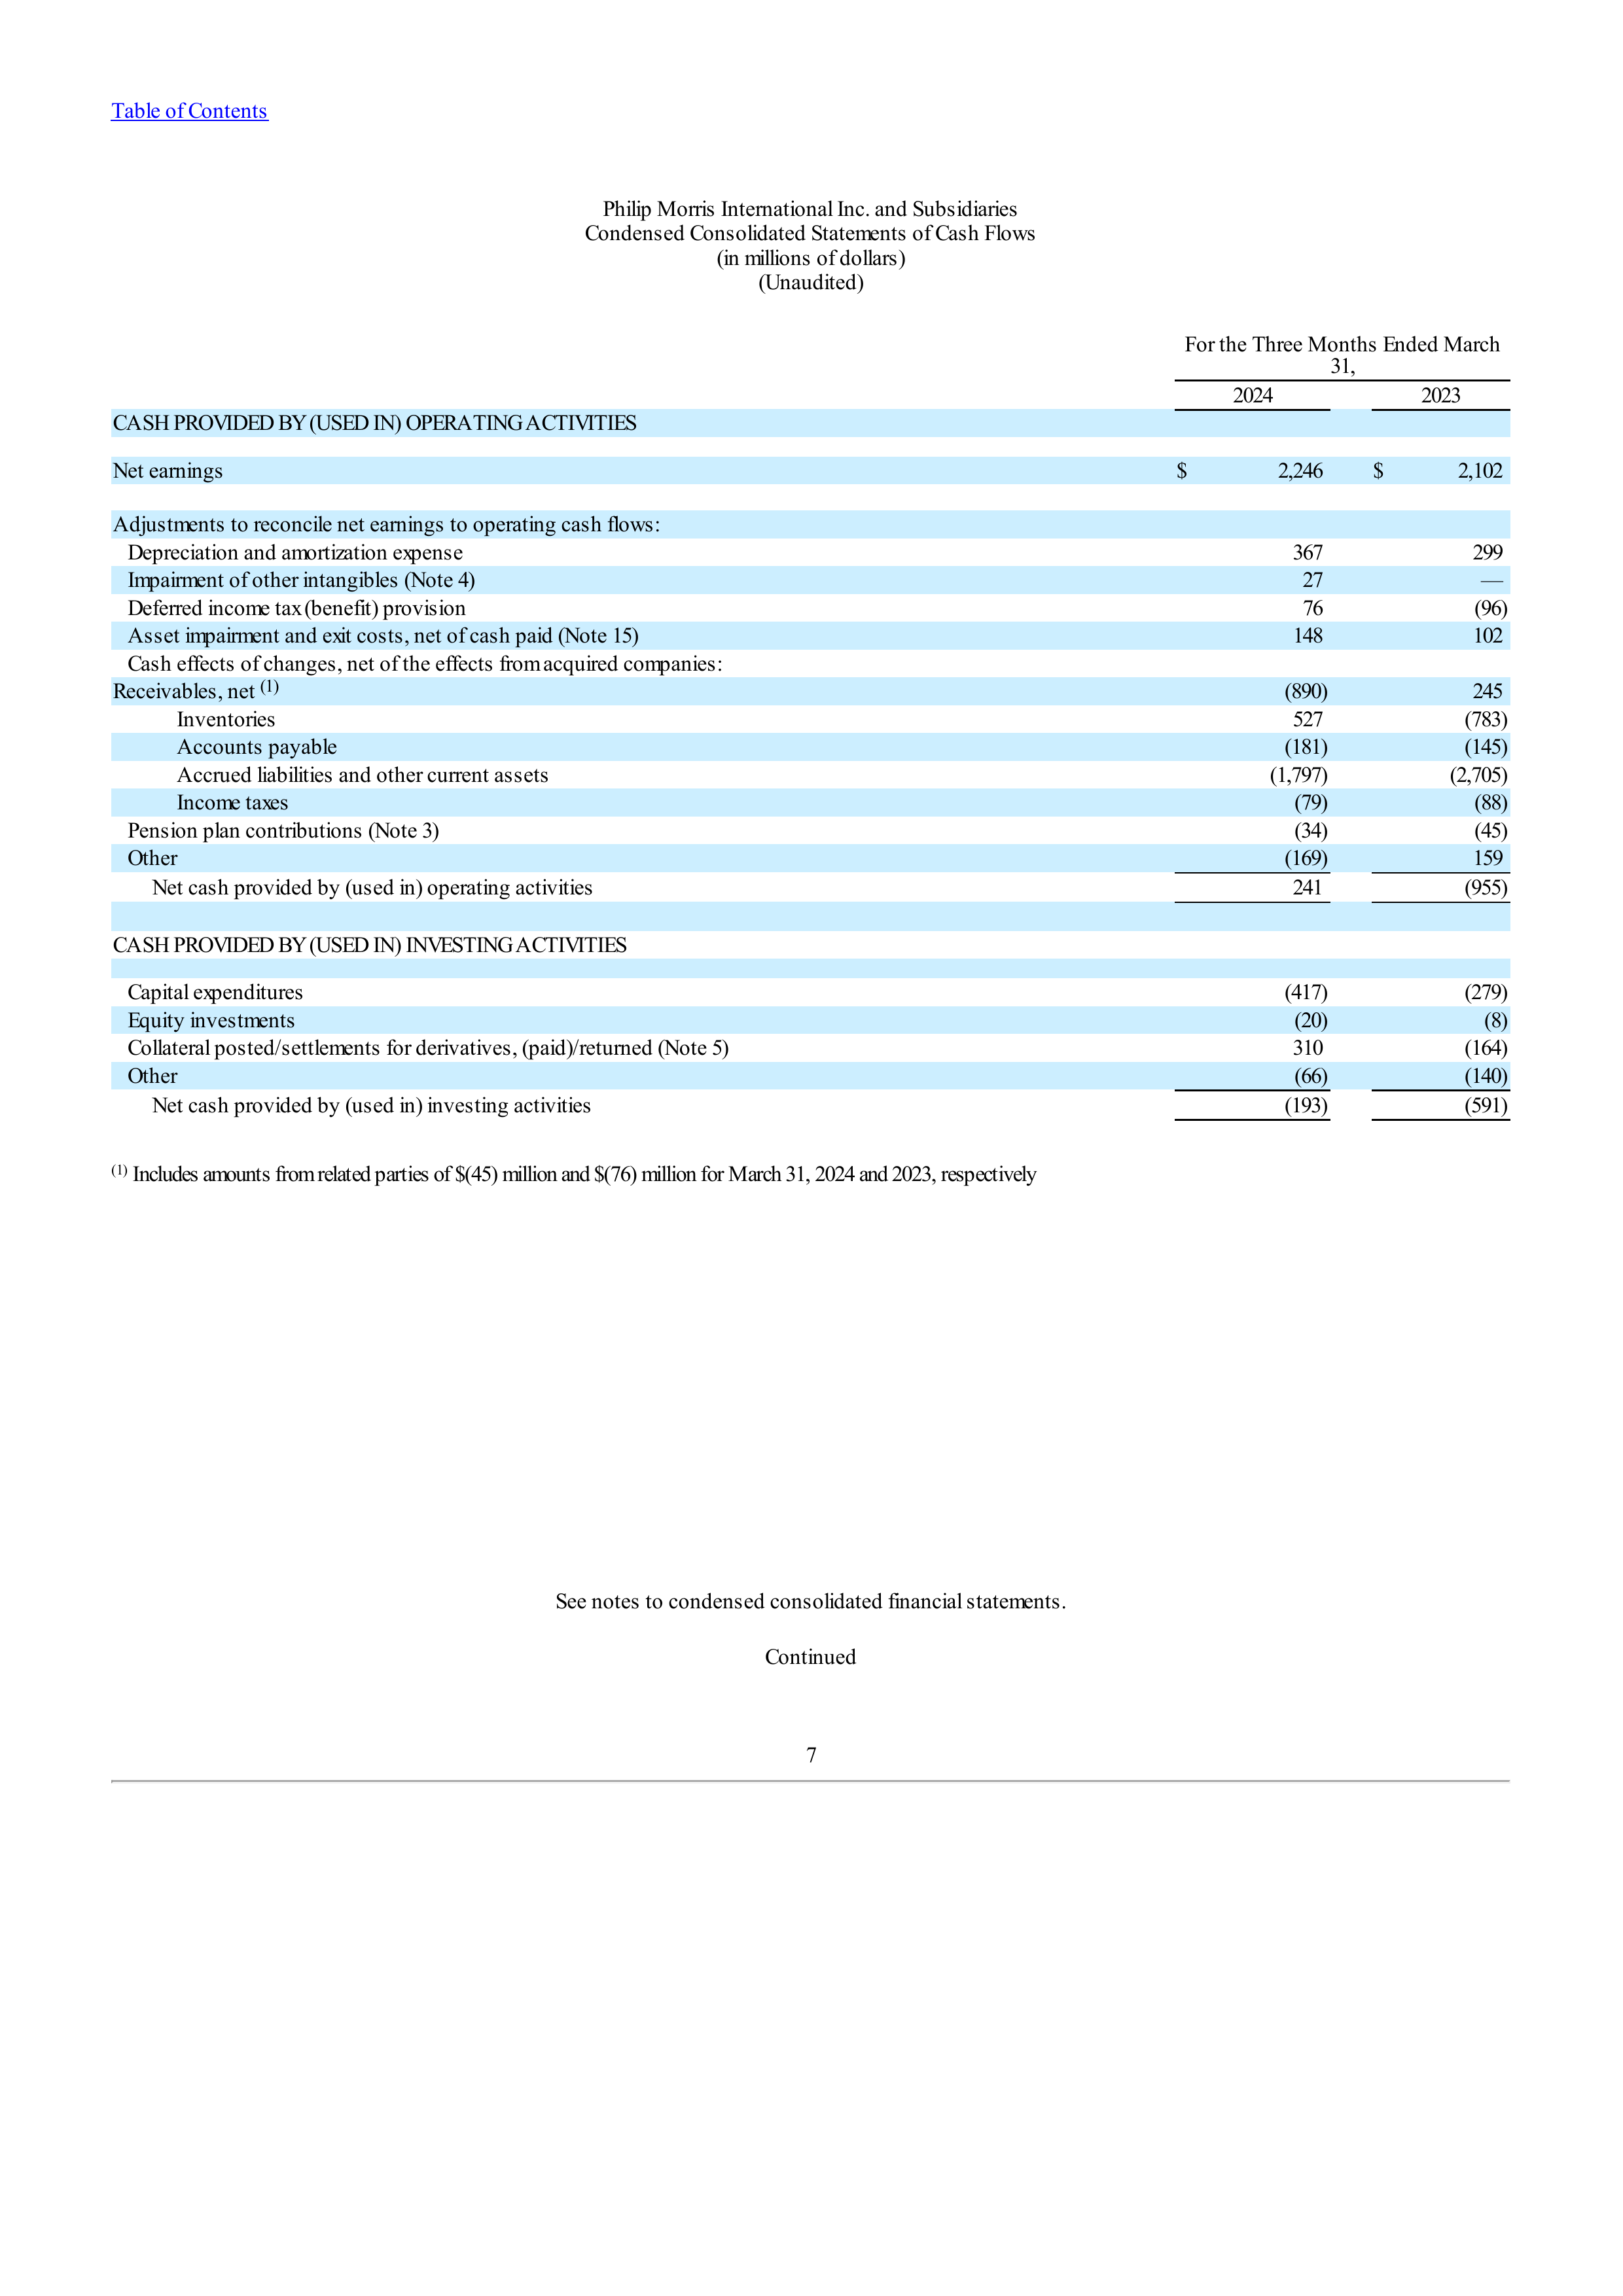 Table of Contents
Philip Morris International Inc. and Subsidiaries
Condensed Consolidated Statements of Cash Flows
(in millions of dollars)
(Unaudited)
For the Three Months Ended March
31,
2024 2023
CASH PROVIDED BY (USED IN) OPERATING ACTIVITIES
Net earnings $ 2,246 $ 2,102
Adjustments to reconcile net earnings to operating cash flows:
Depreciation and amortization expense 367 299
Impairment of other intangibles (Note 4) 27 —
Deferred income tax (benefit) provision 76 (96)
Asset impairment and exit costs, net of cash paid (Note 15) 148 102
Cash effects of changes, net of the effects from acquired companies:
Receivables, net (1) (890) 245
Inventories 527 (783)
Accounts payable (181) (145)
Accrued liabilities and other current assets (1,797) (2,705)
Income taxes (79) (88)
Pension plan contributions (Note 3) (34) (45)
Other (169) 159
Net cash provided by (used in) operating activities 241 (955)
CASH PROVIDED BY (USED IN) INVESTING ACTIVITIES
Capital expenditures (417) (279)
Equity investments (20) (8)
Collateral posted/settlements for derivatives, (paid)/returned (Note 5) 310 (164)
Other (66) (140)
Net cash provided by (used in) investing activities (193) (591)
(1) Includes amounts from related parties of $(45) million and $(76) million for March 31, 2024 and 2023, respectively
See notes to condensed consolidated financial statements.
Continued
7